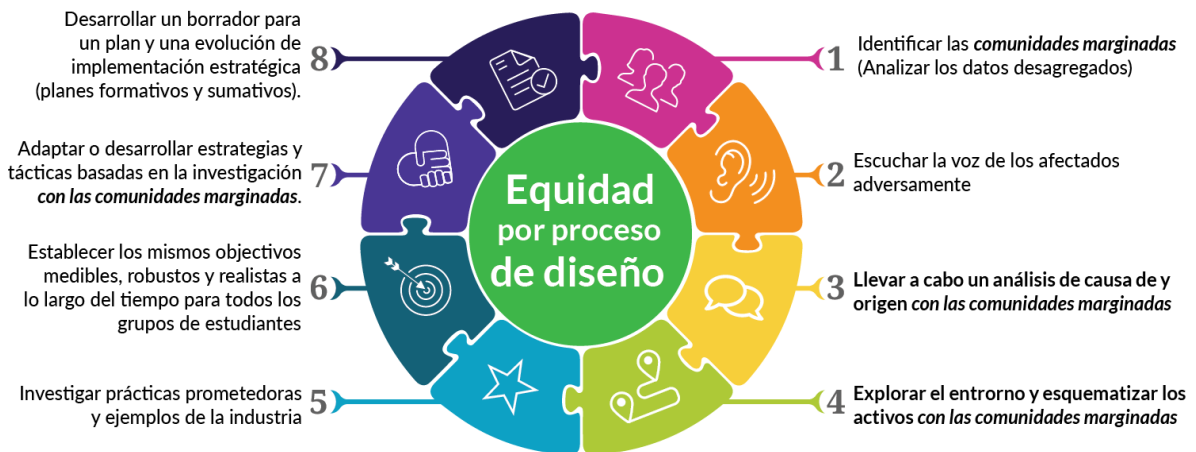 Equidad
por proceso
de diseño
1
Identificar las comunidades marginadas
(Analizar los datos desagregados)
2
Escuchar la voz de los afectados
adversamente
3
Llevar a cabo un análisis de causa de y
origen con las comunidades marginadas
4
Explorar el entorno y esquematizar los
activos con las comunidades marginadas
5
Investigar prácticas prometedoras
y ejemplos de la industria
6
Establecer los mismos objectivos
medibles, robustos y realistas a
lo largo del tiempo para todos los
grupos de estudiantes
7
Adaptar o desarrollar estrategias y
tácticas basadas en la investigación
con las comunidades marginadas.
8
Desarrollar un borrador para
un plan y una evolución de
implementación estratégica
(planes formativos y sumativos).